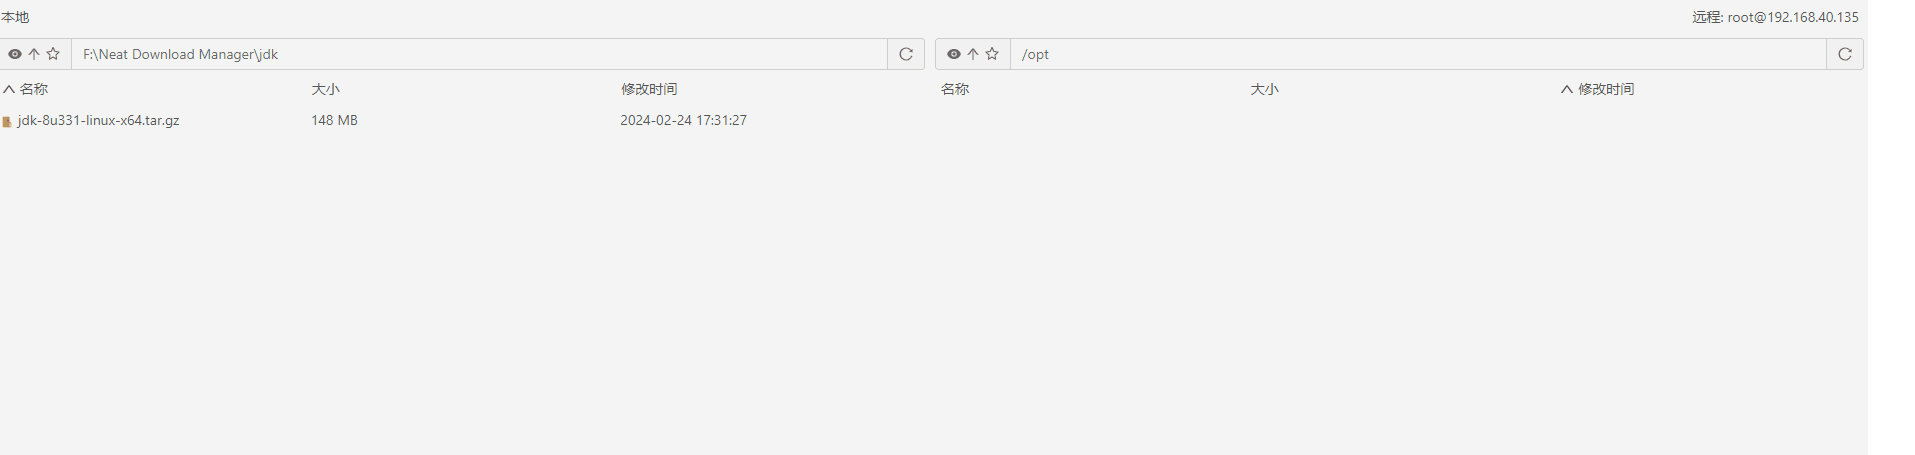 本地 远程: root@192.168.40.135
F:\Neat Download Manager\jdk /opt
名称 大小 修改时间 名称 大小 修改时间
jdk-8u331-linux-x64.tar.gz 148 MB 2024-02-24 17:31:27